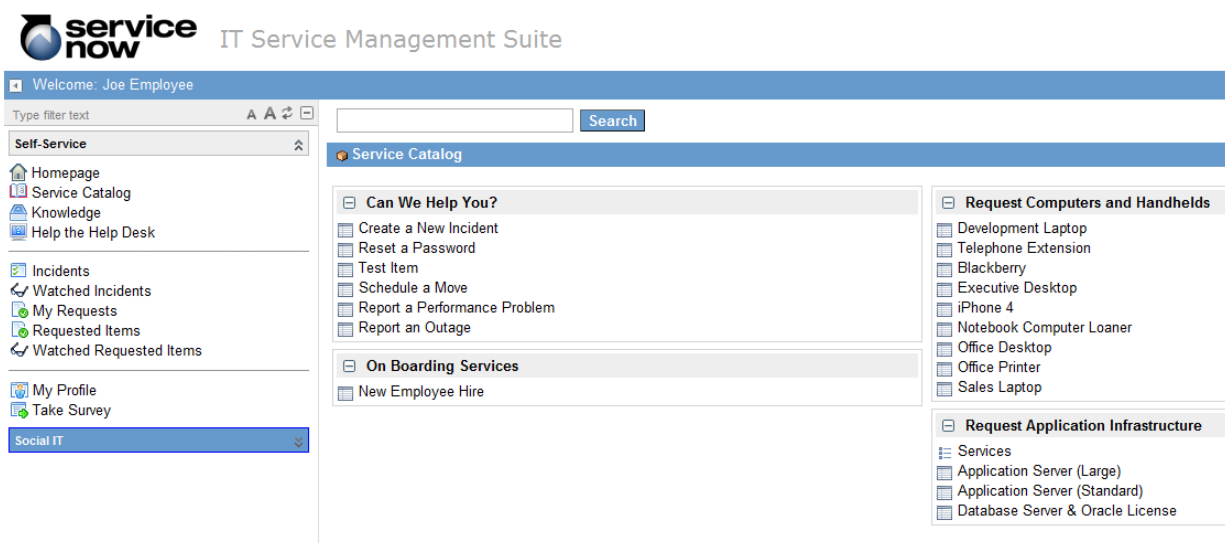 service
now
IT Service Management Suite
Welcome: Joe Employee
Type filter text
A A
Self-Service
Homepage
Service Catalog
Knowledge
Help the Help Desk
Incidents
Watched Incidents
My Requests
Requested Items
Watched Requested Items
My Profile
Take Survey
Social IT
Search
Service Catalog
Can We Help You?
Create a New Incident
Reset a Password
Test Item
Schedule a Move
Report a Performance Problem
Report an Outage
On Boarding Services
New Employee Hire
Request Computers and Handhelds
Development Laptop
Telephone Extension
Blackberry
Executive Desktop
iPhone 4
Notebook Computer Loaner
Office Desktop
Office Printer
Sales Laptop
Request Application Infrastructure
Services
Application Server (Large)
Application Server (Standard)
Database Server & Oracle License